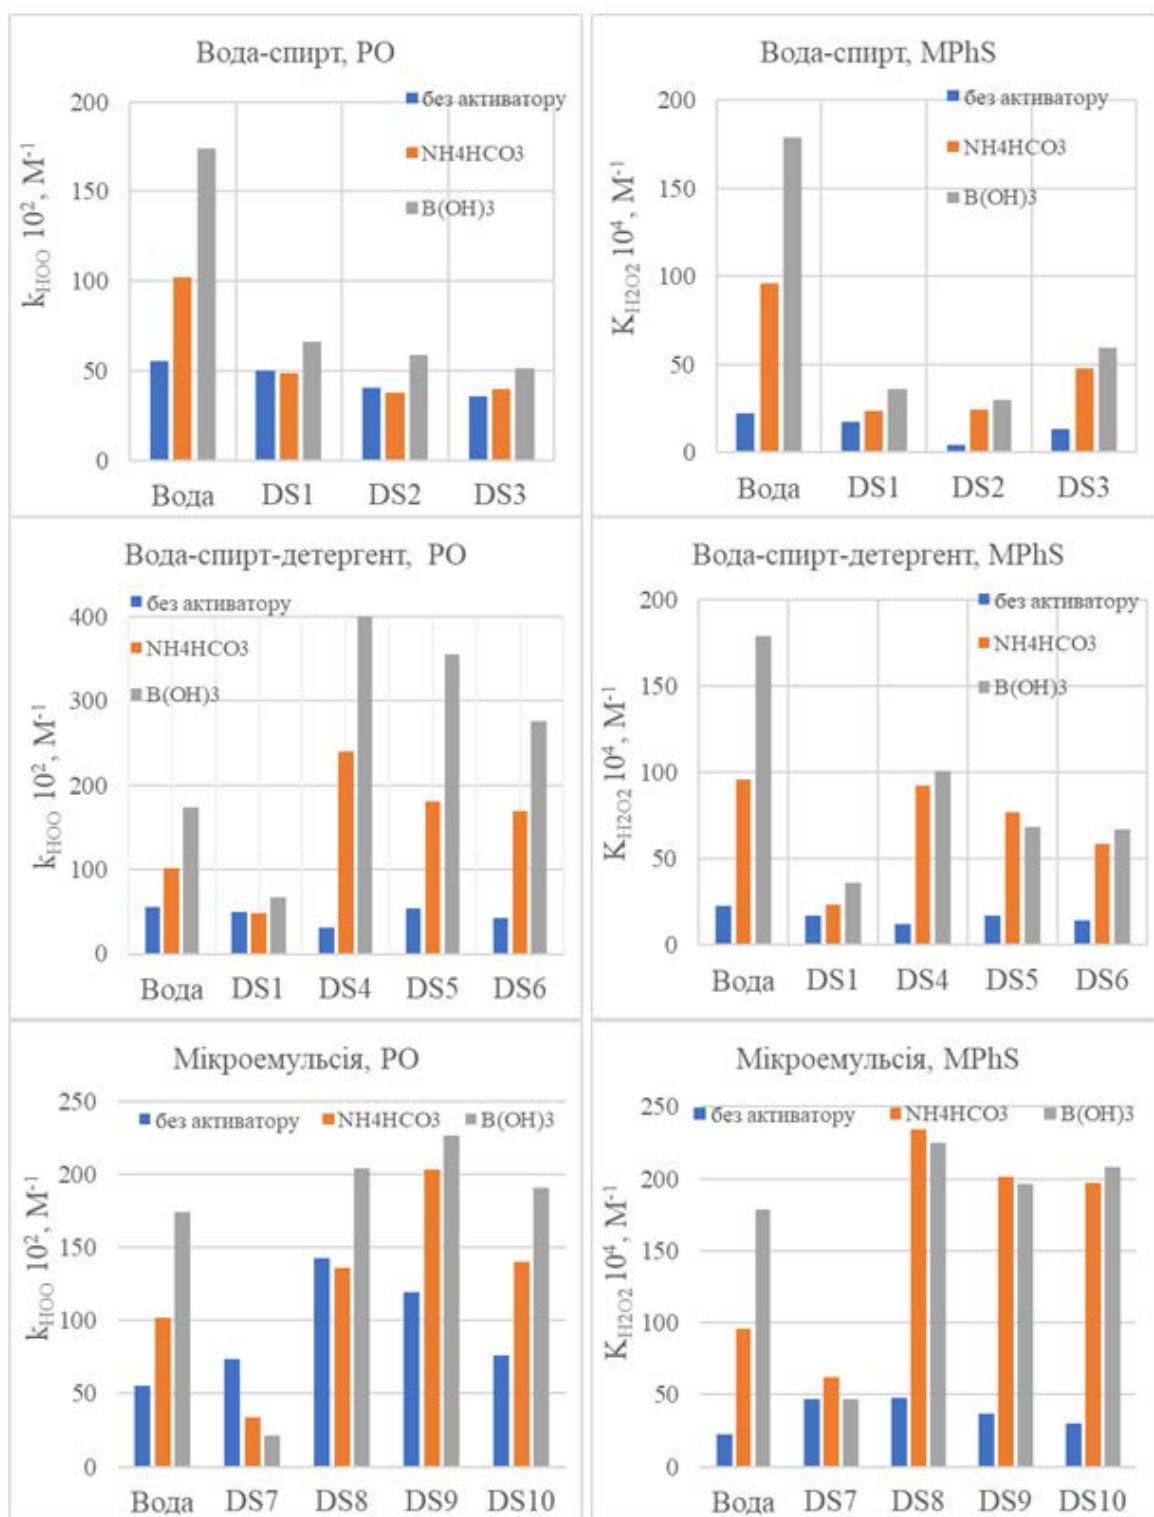 Вода-спирт, PO
200
150
100
50
0
k_HOO 10², M⁻¹
без активатору
NH4HCO3
B(OH)3
Вода DS1 DS2 DS3
Вода-спирт, MPhS
200
150
100
50
0
K_H2O2 10⁴, M⁻¹
без активатору
NH4HCO3
B(OH)3
Вода DS1 DS2 DS3
Вода-спирт-детергент, PO
400
300
200
100
0
k_HOO 10², M⁻¹
без активатору
NH4HCO3
B(OH)3
Вода DS1 DS4 DS5 DS6
Вода-спирт-детергент, MPhS
200
150
100
50
0
K_H2O2 10⁴, M⁻¹
без активатору
NH4HCO3
B(OH)3
Вода DS1 DS4 DS5 DS6
Мікроемульсія, PO
250
200
150
100
50
0
k_HOO 10², M⁻¹
без активатору NH4HCO3 B(OH)3
Вода DS7 DS8 DS9 DS10
Мікроемульсія, MPhS
250
200
150
100
50
0
K_H2O2 10⁴, M⁻¹
без активатору NH4HCO3 B(OH)3
Вода DS7 DS8 DS9 DS10